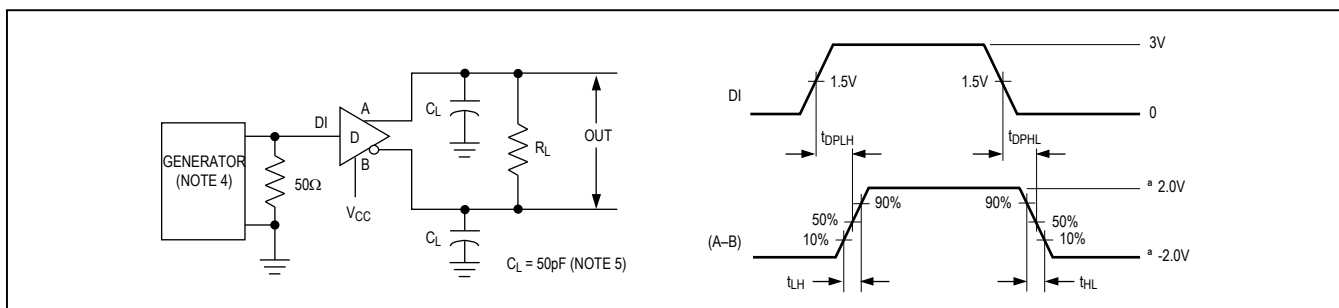 GENERATOR
(NOTE 4)
50Ω
DI
D
A
B
VCC
CL
CL
RL
OUT
CL = 50pF (NOTE 5)
DI
1.5V
1.5V
3V
0
tDPLH
tDPHL
(A–B)
90%
50%
10%
90%
50%
10%
ª 2.0V
ª -2.0V
tLH
tHL